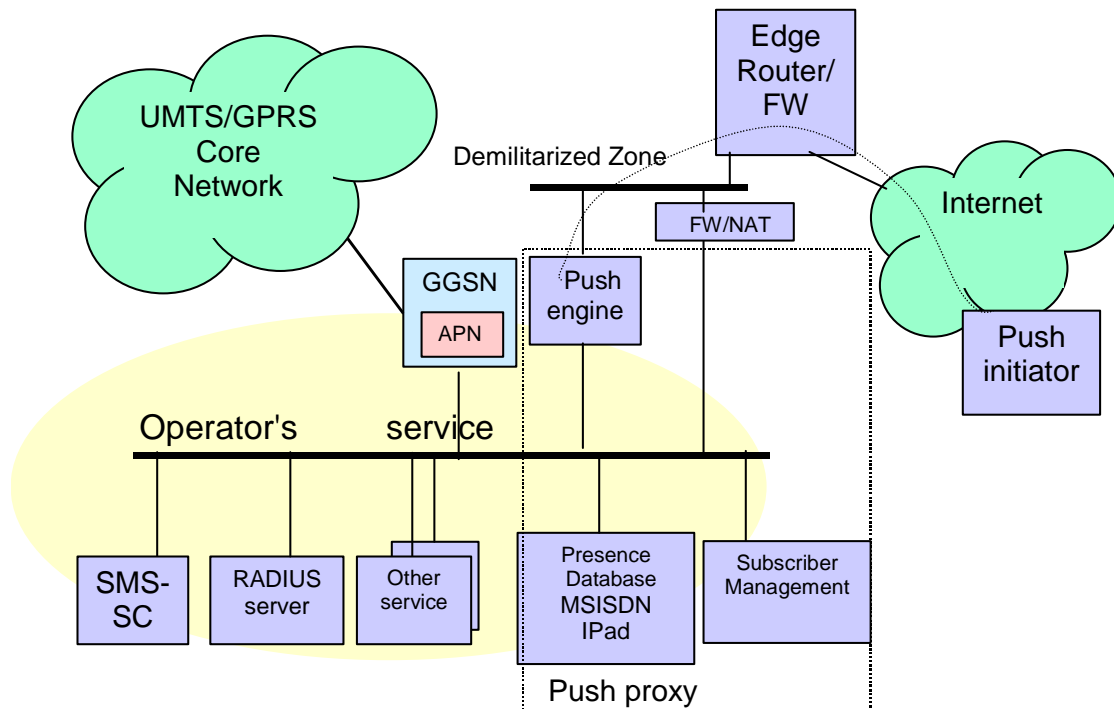 Edge
Router/
FW
UMTS/GPRS
Core
Network
Demilitarized Zone
Internet
FW/NAT
GGSN
APN
Push
engine
Push
initiator
Operator's service
SMS-
SC
RADIUS
server
Other
service
Presence
Database
MSISDN
IPad
Subscriber
Management
Push proxy